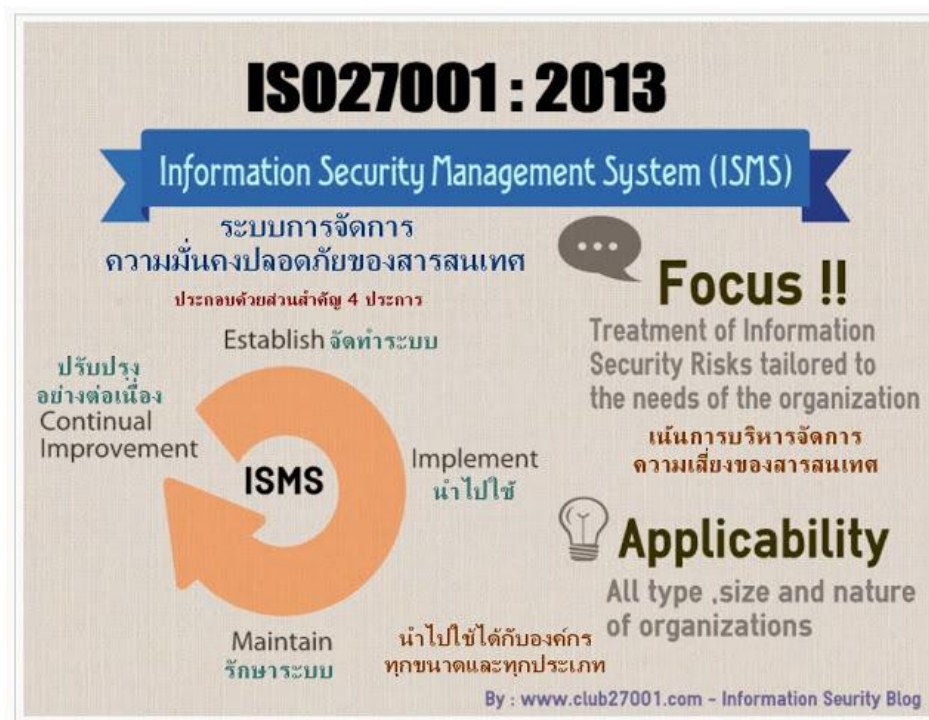 ISO27001 : 2013
Information Security Management System (ISMS)
ระบบการจัดการ
ความมั่นคงปลอดภัยของสารสนเทศ
ประกอบด้วยส่วนสำคัญ 4 ประการ
Establish จัดทำระบบ
ปรับปรุง
อย่างต่อเนื่อง
Continual
Improvement
ISMS
Implement
นำไปใช้
Maintain
รักษาระบบ
Focus !!
Treatment of Information
Security Risks tailored to
the needs of the organization
เน้นการบริหารจัดการ
ความเสี่ยงของสารสนเทศ
Applicability
All type ,size and nature
of organizations
นำไปใช้ได้กับองค์กร
ทุกขนาดและทุกประเภท
By : www.club27001.com - Information Seurity Blog